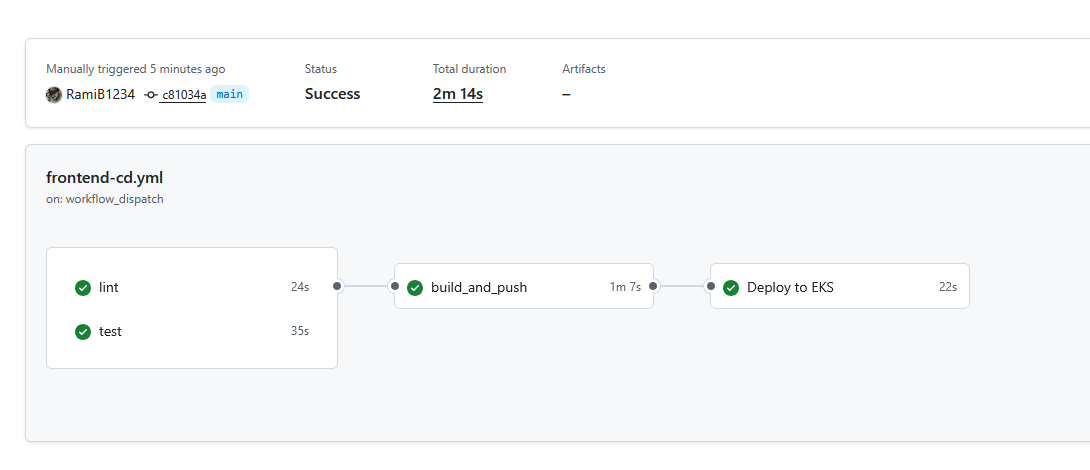 Manually triggered 5 minutes ago
RamiB1234 c81034a main
Status
Success
Total duration
2m 14s
Artifacts
–
frontend-cd.yml
on: workflow_dispatch
lint 24s
test 35s
build_and_push 1m 7s
Deploy to EKS 22s